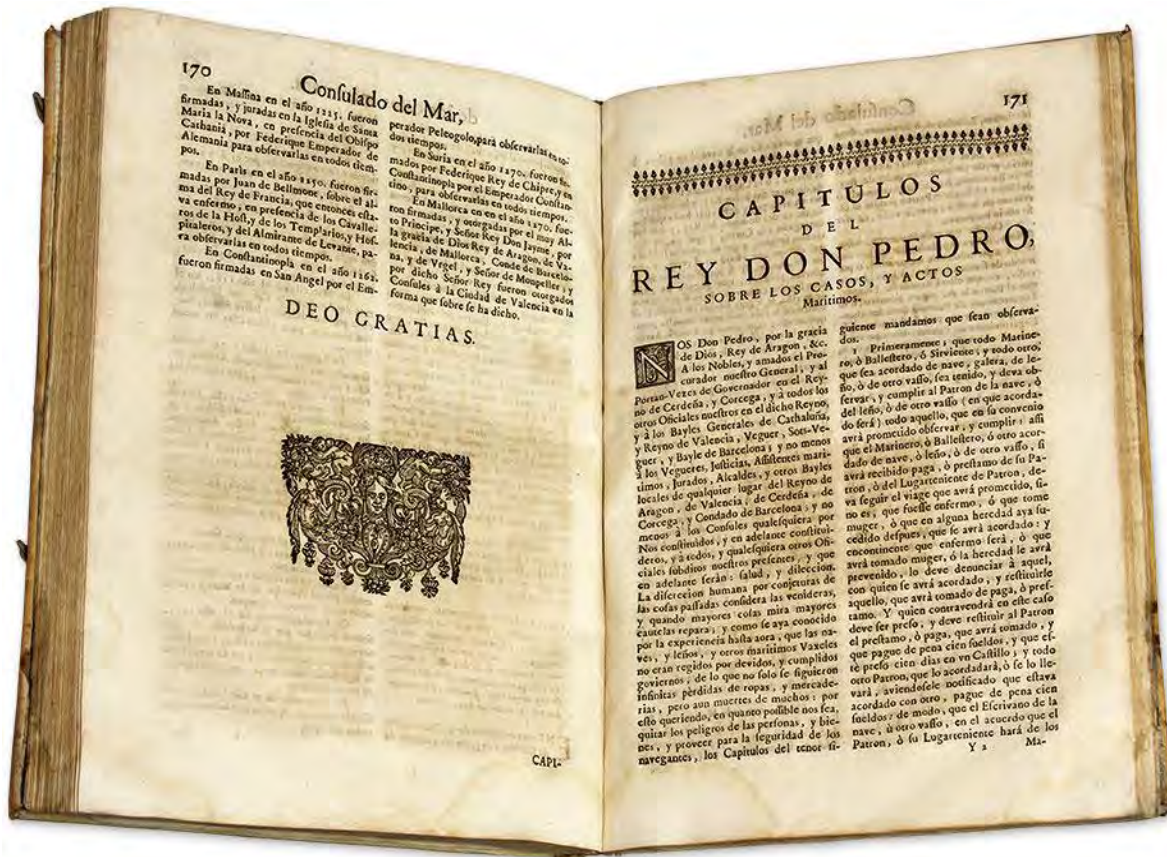 170
Conſulado del Mar,
En Maſſina en el año 1225. fueron
firmadas, y juradas en la Igleſia de Santa
Maria la Nova, en preſencia del Obiſpo
Cathania, por Federique Emperador de
Alemania para obſervarlas en todos tiem-
pos.
En Paris en el año 1250. fueron fir-
madas por Juan de Bellmont, ſobre el al-
ma del Rey de Francia, que entonces eſta-
va enfermo, en preſencia de los Cavalle-
ros de la Hoſt, y de los Templarios, y Hoſ-
pitaleros, y del Almirante de Levante, pa-
ra obſervarlas en todos tiempos.
En Conſtantinopla en el año 1262.
fueron firmadas en San Angel por el Em-
perador Peleogolo, para obſervarlas en to-
dos tiempos.
En Suria en el año 1270. fueron fir-
mados por Federique Rey de Chipre, y en
Conſtantinopla por el Emperador Conſtan-
tino, para obſervarlas en todos tiempos.
En Mallorca en en el año 1270. fue-
ron firmadas, y otorgadas por el muy Al-
to Principe, y Señor Rey Don Jayme, por
la gracia de Dios Rey de Aragon, de Va-
lencia, de Mallorca, Conde de Barcelo-
na, y de Vrgel, y Señor de Monpeller; y
por dicho Señor Rey fueron otorgados
Conſules à la Ciudad de Valencia en la
forma que ſobre ſe ha dicho.
DEO GRATIAS.
CAPI-
171
CAPITULOS
DEL
REY DON PEDRO,
SOBRE LOS CASOS, Y ACTOS
Maritimos.
NOS Don Pedro, por la gracia
de Dios, Rey de Aragon, &c.
A los Nobles, y amados el Pro-
curador nueſtro General, y al
Portan-Vezes de Governador en el Rey-
no de Cerdeña, y Corcega, y à todos los
otros Oficiales nueſtros en el dicho Reyno,
y à los Bayles Generales de Cathaluña,
y Reyno de Valencia, Veguer, Sots-Ve-
guer, y Bayle de Barcelona; y no menos
à los Vegueres, Juſticias, Aſſiſtentes mari-
timos, Jurados, Alcaldes, y otros Bayles
locales de qualquier lugar del Reyno de
Aragon, de Valencia, de Cerdeña, de
Corcega, y Condado de Barcelona; y no
menos à los Conſules qualeſquiera por
Nos conſtituìdos, y en adelante conſtitui-
deros, y à todos, y qualeſquiera otros Ofi-
ciales ſubditos nueſtros preſentes, y que
en adelante ſeràn: ſalud, y dileccion.
La diſcrecion humana por conjeturas de
las coſas paſſadas conſidera las venideras,
y quando mayores coſas mira mayores
cautelas repara; y como ſe aya conocido
por la experiencia haſta aora, que las na-
ves, y leños, y otros maritimos Vaxeles
no eran regidos por devidos, y cumplidos
governos, de lo que no ſolo ſe ſiguieron
infinitas pèrdidas de ropas, y mercade-
rias, pero aun muertes de muchos: por
eſto queriendo, en quanto poſſible nos ſea,
quitar los peligros de las perſonas, y bie-
nes, y proveer para la ſeguridad de los
navegantes, los Capitulos del tenor ſi-
guiente mandamos que ſean obſerva-
dos.
1 Primeramente, que todo Marine-
ro, ò Balleſtero, ò Sirviente, y todo otro,
que ſea acordado de nave, galera, de le-
ño, ò de otro vaſſo, ſea tenido, y deva ob-
ſervar, y cumplir al Patron de la nave, ò
del leño, ò de otro vaſſo (en que acorda-
do ſerà) todo aquello, que en ſu convenio
avrà prometido obſervar, y cumplir: aſſi
que el Marinero, ò Balleſtero, ò otro acor-
dado de nave, ò leño, ò de otro vaſſo, ſi
avrà recibido paga, ò preſtamo de ſu Pa-
tron, ò del Lugarteniente de Patron, de-
va ſeguir el viage que avrà prometido, ſi-
no es, que fueſſe enfermo, ò que tome
muger, ò que en alguna heredad aya ſu-
cedido deſpues, que ſe avrà acordado: y
encontinente que enfermo ſerà, ò que
avrà tomado muger, ò la heredad le avrà
prevenido, lo deve denunciar à aquel,
con quien ſe avrà acordado, y reſtituìrle
aquello, que avrà tomado de paga, ò preſ-
tamo. Y quien contravendrà en eſte caſo
deve ſer preſo, y deve reſtituir al Patron
el preſtamo, ò paga, que avrà tomado, y
que pague de pena cien ſueldos, y que eſ-
tè preſo cien dias en vn Caſtillo; y todo
otro Patron, que lo acordadarà, ò ſe lo lle-
varà, aviendoſele notificado que eſtava
acordado con otro, pague de pena cien
ſueldos: de modo, que el Eſcrivano de la
nave, ù otro vaſſo, en el acuerdo que el
Patron, ò ſu Lugarteniente harà de los
Y 2
Ma-